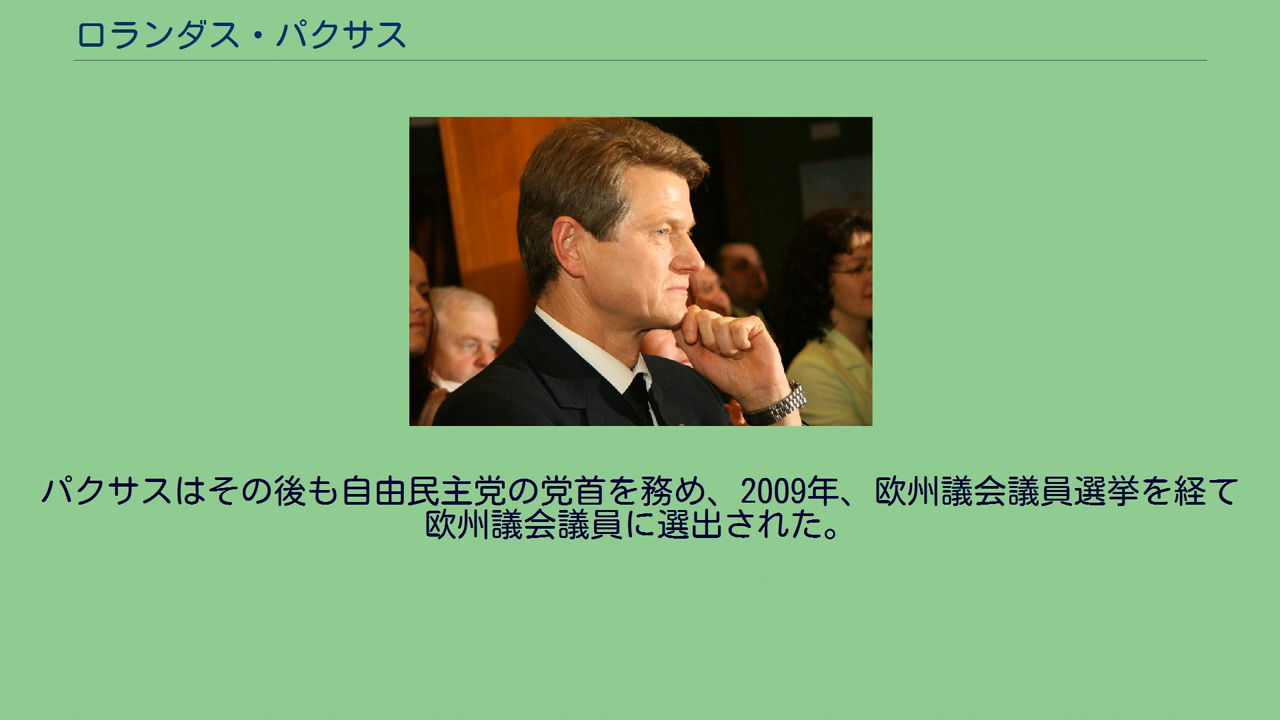 ロランダス・パクサス
パクサスはその後も自由民主党の党首を務め、2009年、欧州議会議員選挙を経て
欧州議会議員に選出された。